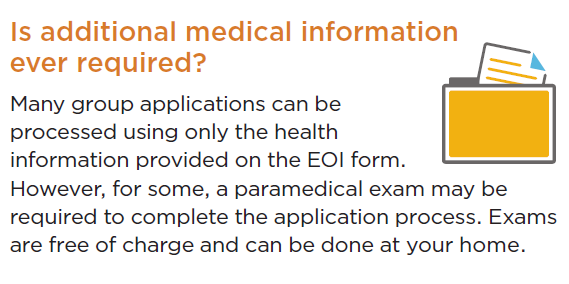 Is additional medical information
ever required?
Many group applications can be
processed using only the health
information provided on the EOI form.
However, for some, a paramedical exam may be
required to complete the application process. Exams
are free of charge and can be done at your home.